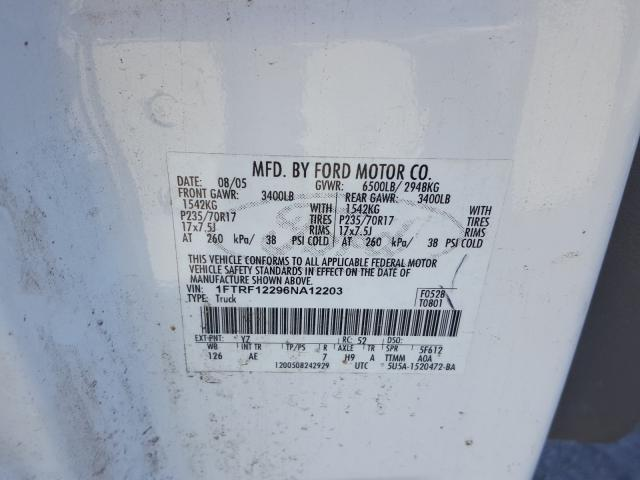 MFD. BY FORD MOTOR CO.
DATE: 08/05 GVWR: 6500LB/ 2948KG
FRONT GAWR: 3400LB REAR GAWR: 3400LB
1542KG WITH 1542KG WITH
P235/70R17 TIRES P235/70R17 TIRES
17x7.5J RIMS 17x7.5J RIMS
AT 260 kPa/ 38 PSI COLD AT 260 kPa/ 38 PSI COLD
THIS VEHICLE CONFORMS TO ALL APPLICABLE FEDERAL MOTOR
VEHICLE SAFETY STANDARDS IN EFFECT ON THE DATE OF
MANUFACTURE SHOWN ABOVE.
VIN: 1FTRF12296NA12203 F0528
TYPE: Truck T0801
EXT PNT: YZ RC: 52 DSO:
WB INT TR TP/PS R AXLE TR SPR 5F612
126 AE 7 H9 A TTMM A0A
1200508242929 UTC 5U5A-1520472-BA